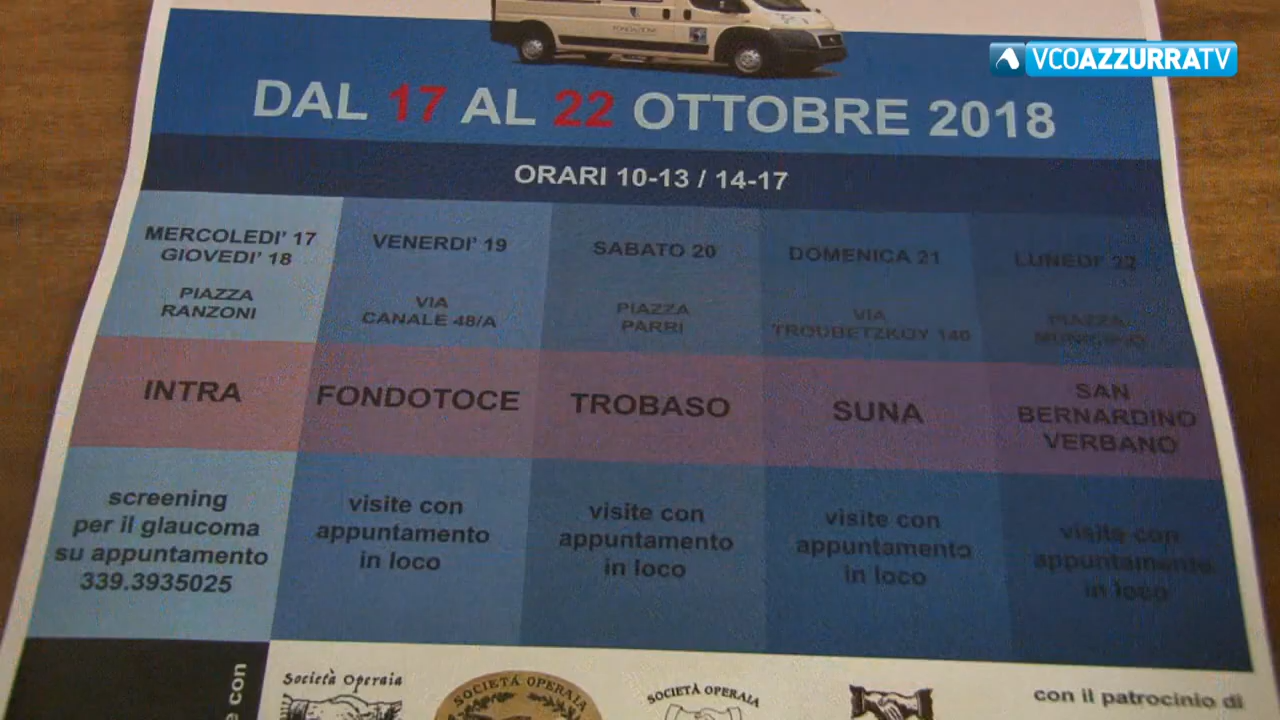 FONDAZIONE
VCOAZZURRATV
DAL 17 AL 22 OTTOBRE 2018
ORARI 10-13 / 14-17
MERCOLEDI' 17
GIOVEDI' 18
PIAZZA
RANZONI
INTRA
screening
per il glaucoma
su appuntamento
339.3935025
VENERDI' 19
VIA
CANALE 48/A
FONDOTOCE
visite con
appuntamento
in loco
SABATO 20
PIAZZA
PARRI
TROBASO
visite con
appuntamento
in loco
DOMENICA 21
VIA
TROUBETZKOY 140
SUNA
visite con
appuntamento
in loco
LUNEDI' 22
PIAZZA
MUNICIPIO
SAN
BERNARDINO
VERBANO
visite con
appuntamento
in loco
e con
Società Operaia
SOCIETÀ OPERAIA
SOCIETÀ OPERAIA
con il patrocinio di